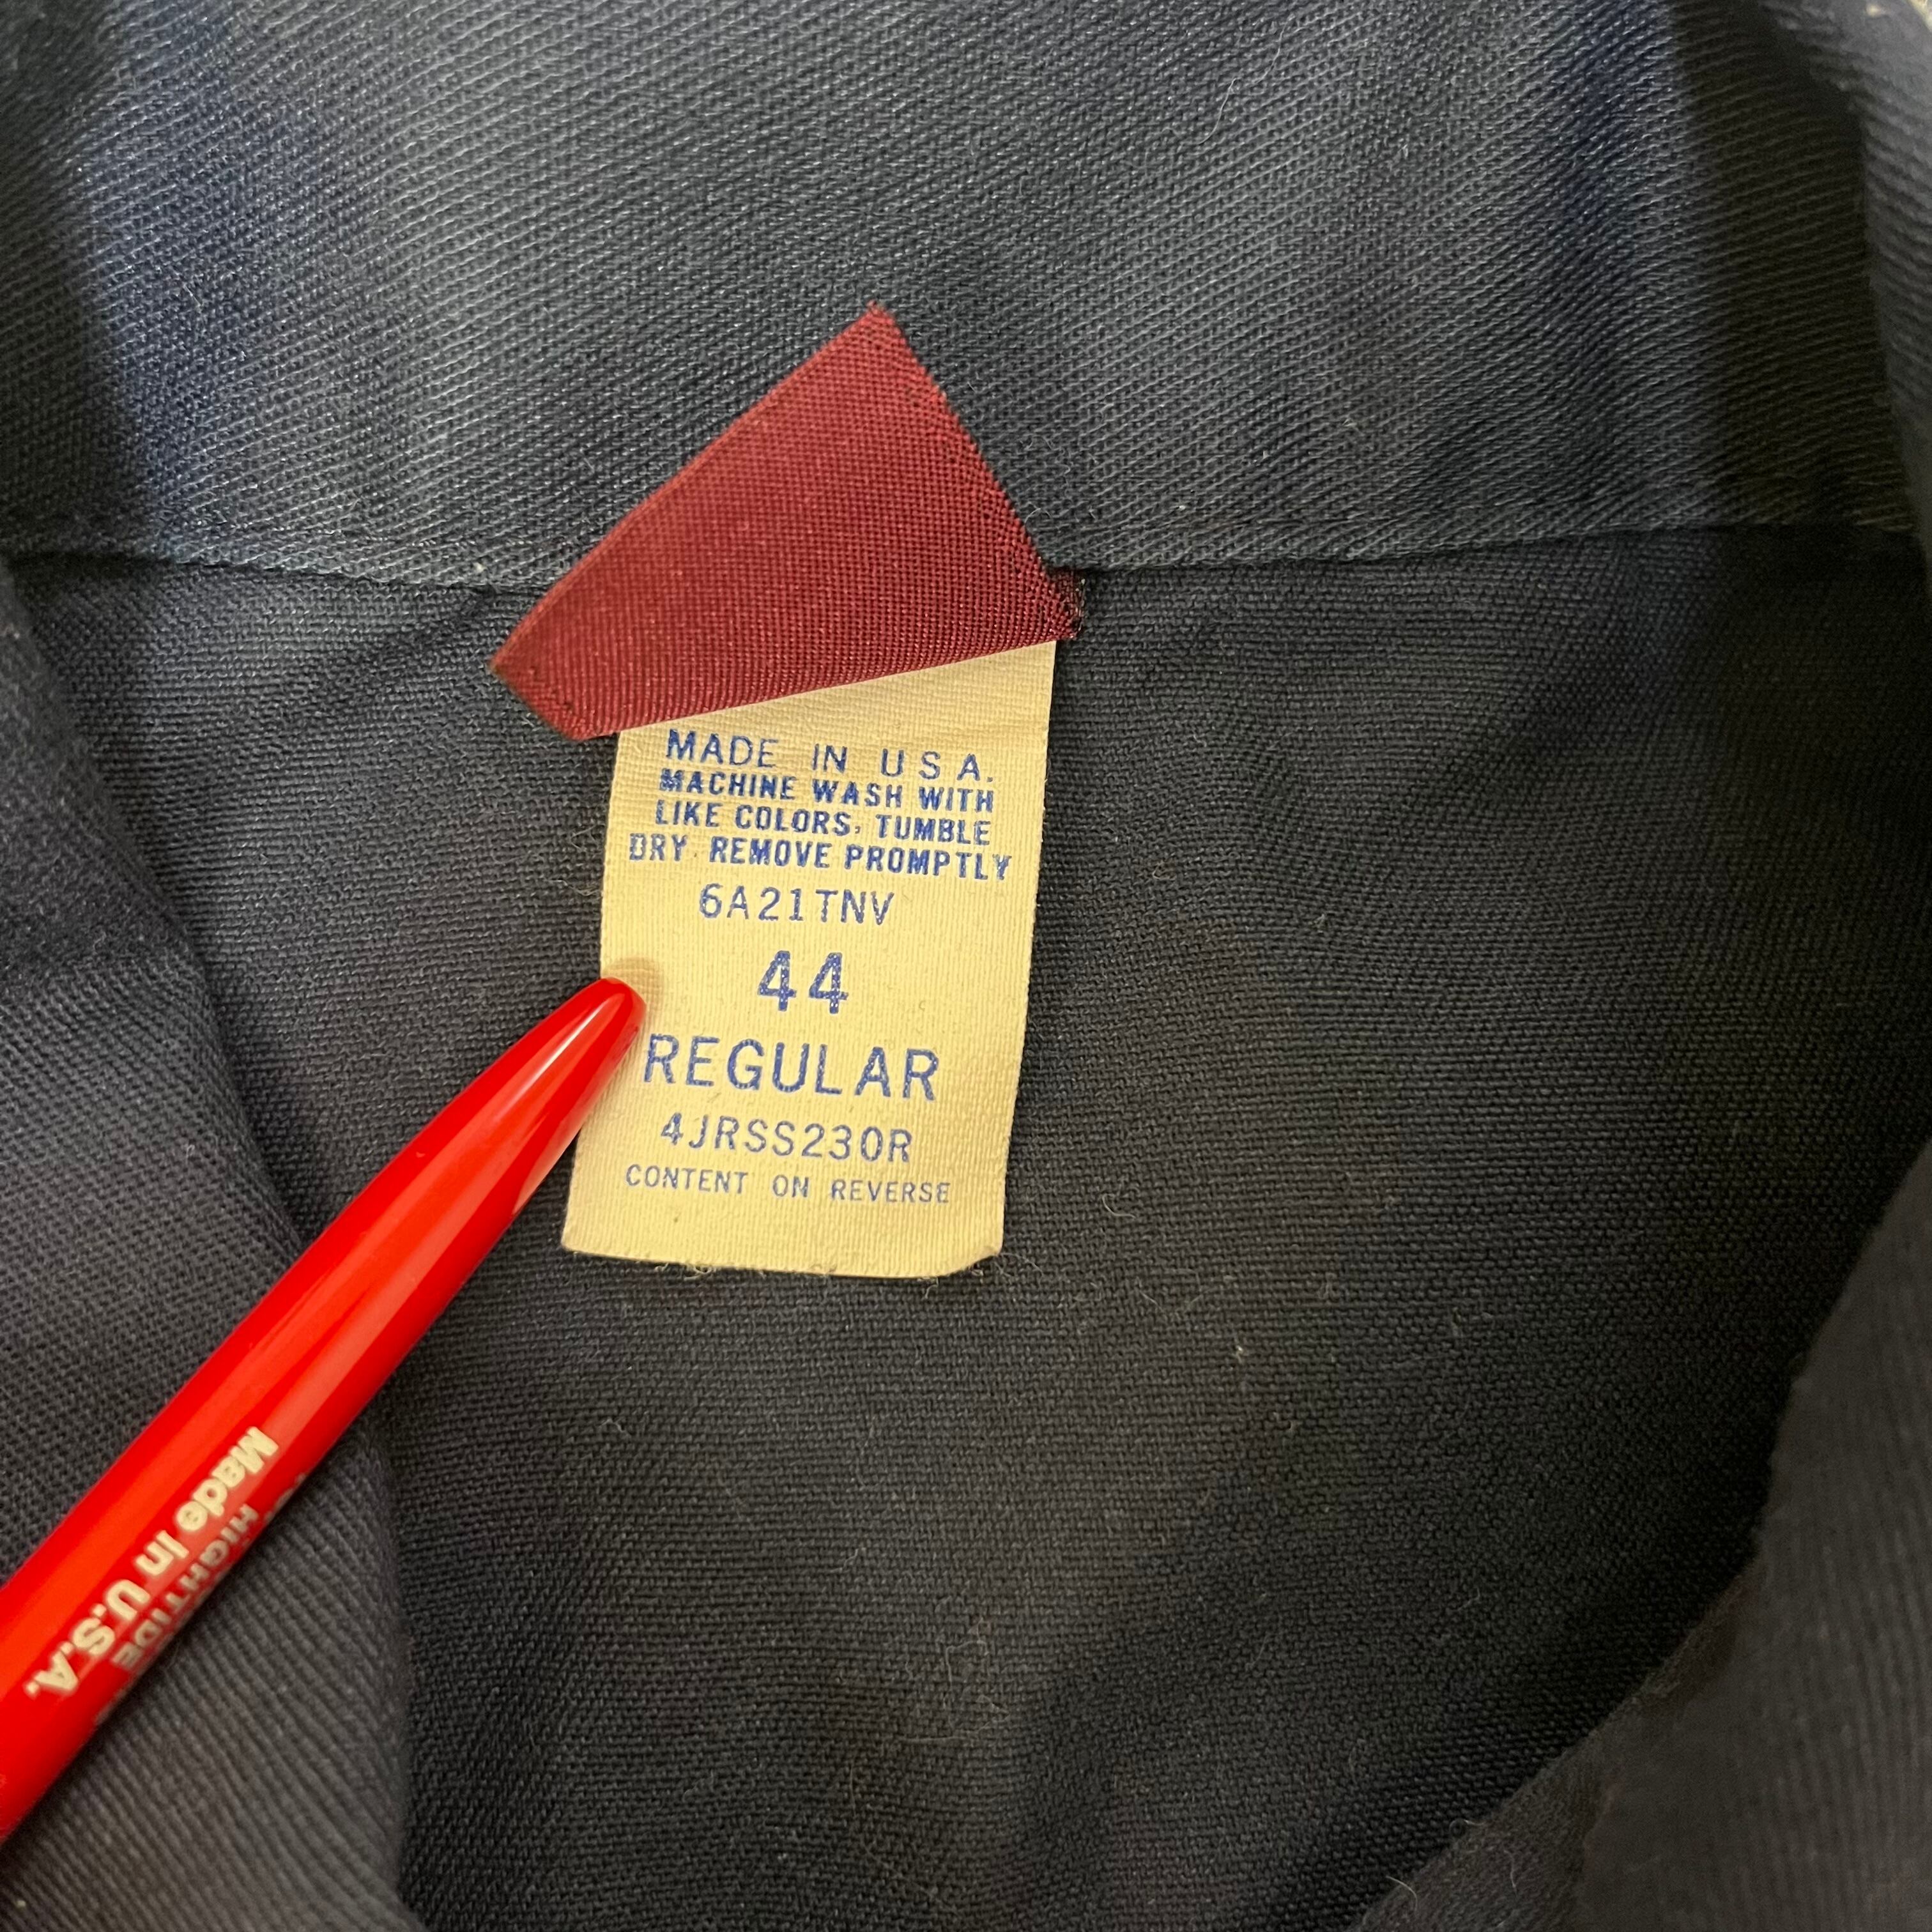 MADE IN U S A.
MACHINE WASH WITH
LIKE COLORS, TUMBLE
DRY REMOVE PROMPTLY
6A21TNV
44
REGULAR
4JRSS230R
CONTENT ON REVERSE
HIGHTIDE
Made In U.S.A.